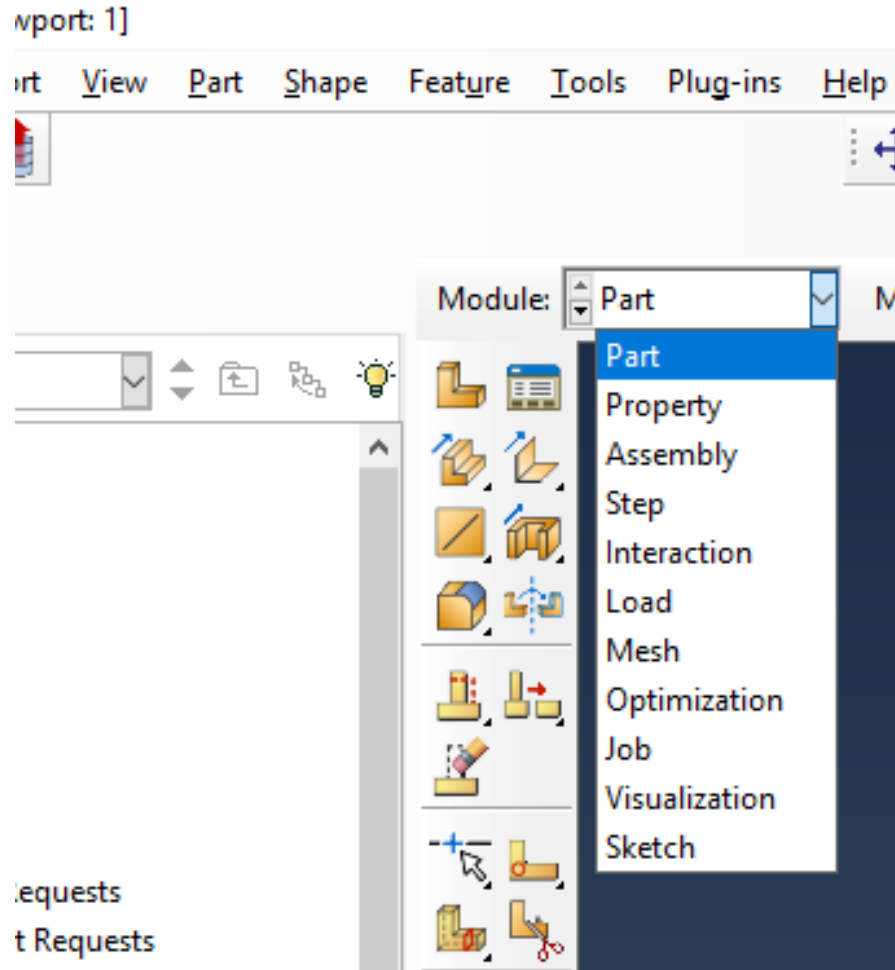 wport: 1]
ort View Part Shape Feature Tools Plug-ins Help
Module: Part M
Part
Property
Assembly
Step
Interaction
Load
Mesh
Optimization
Job
Visualization
Sketch
equests
t Requests